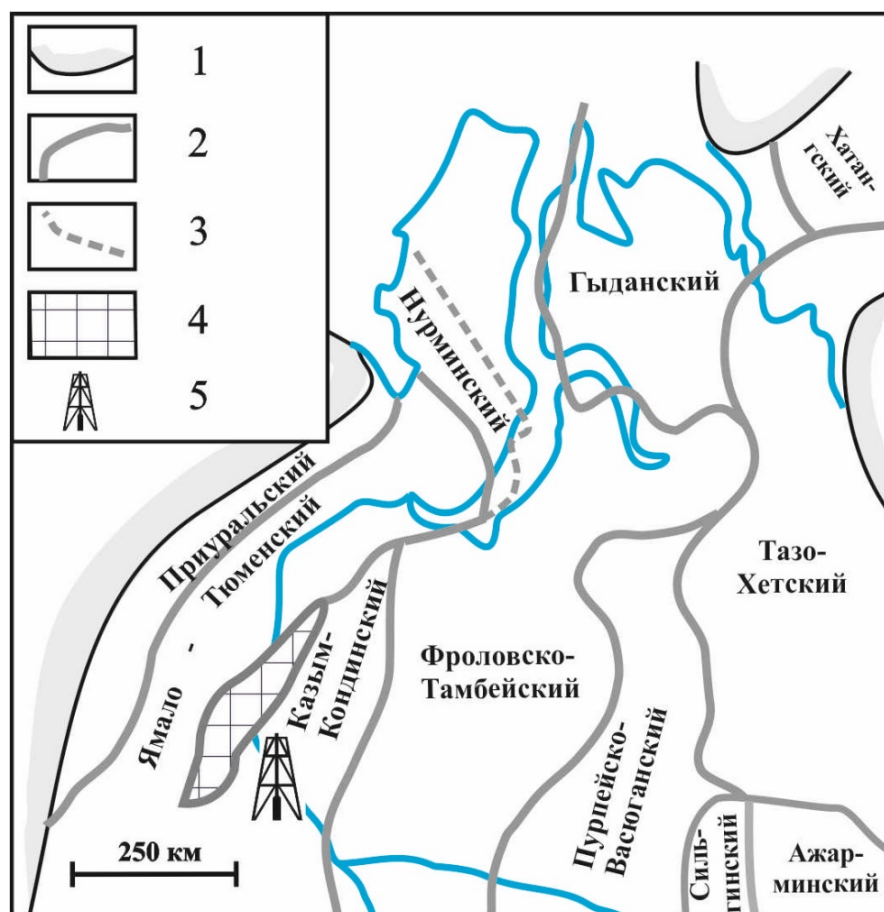 1
2
3
4
5
Хатан-
гский
Гыданский
Нурминский
Приуральский
Тюменский
Тазо-
Хетский
Фроловско-
Тамбейский
Казым-
Кондинский
Ямало -
Пурпейско-
Васюганский
250 км
Силь-
гинский
Ажар-
минский